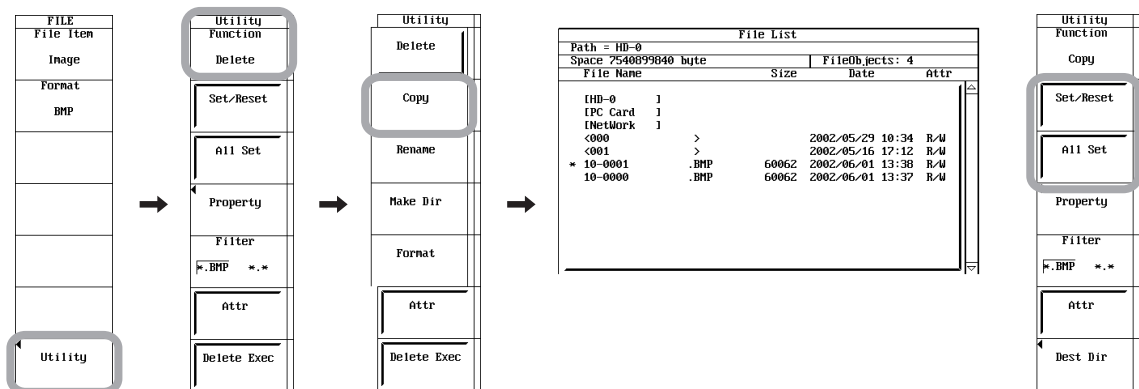 FILE
File Item
Image
Format
BMP
Utility
Utility
Function
Delete
Set/Reset
All Set
Property
Filter
*.BMP *.*
Attr
Delete Exec
Utility
Delete
Copy
Rename
Make Dir
Format
Attr
Delete Exec
File List
Path = HD-0
Space 7540899840 byte FileObjects: 4
File Name Size Date Attr
[HD-0 ]
[PC Card ]
[NetWork ]
<000 > 2002/05/29 10:34 R/W
<001 > 2002/05/16 17:12 R/W
* 10-0001 .BMP 60062 2002/06/01 13:38 R/W
10-0000 .BMP 60062 2002/06/01 13:37 R/W
Utility
Function
Copy
Set/Reset
All Set
Property
Filter
*.BMP *.*
Attr
Dest Dir